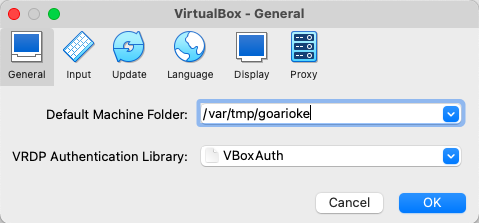 VirtualBox - General
General Input Update Language Display Proxy
Default Machine Folder: /var/tmp/goarioke
VRDP Authentication Library: VBoxAuth
Cancel OK